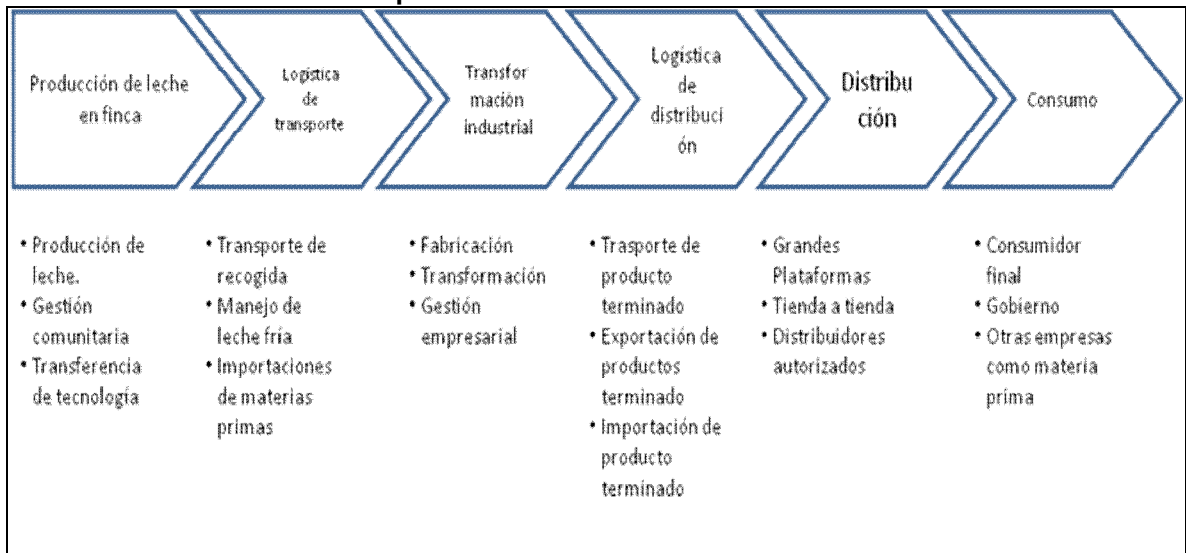 Producción de leche
en finca
Logística
de
transporte
Transfor
mación
industrial
Logística
de
distribuci
ón
Distribu
ción
Consumo
• Producción de
leche.
• Gestión
comunitaria
• Transferencia
de tecnología
• Transporte de
recogida
• Manejo de
leche fría
• Importaciones
de materias
primas
• Fabricación
• Transformación
• Gestión
empresarial
• Trasporte de
producto
terminado
• Exportación de
productos
terminado
• Importación de
producto
terminado
• Grandes
Plataformas
• Tienda a tienda
• Distribuidores
autorizados
• Consumidor
final
• Gobierno
• Otras empresas
como materia
prima